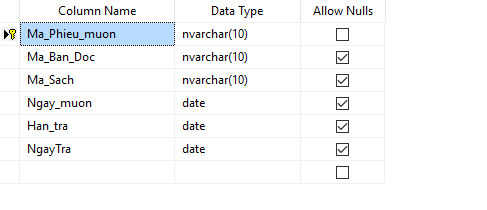 Column Name Data Type Allow Nulls
Ma_Phieu_muon nvarchar(10)
Ma_Ban_Doc nvarchar(10)
Ma_Sach nvarchar(10)
Ngay_muon date
Han_tra date
NgayTra date